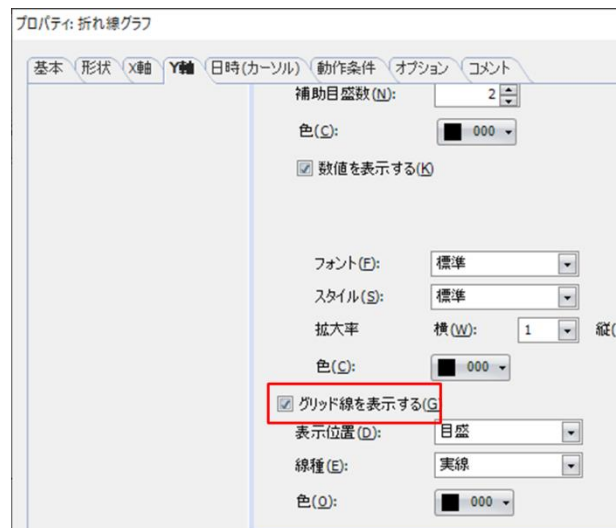 プロパティ: 折れ線グラフ
基本 形状 X軸 Y軸 日時(カーソル) 動作条件 オプション コメント
補助目盛数(N): 2
色(C): 000
数値を表示する(K)
フォント(F): 標準
スタイル(S): 標準
拡大率 横(W): 1 縦(
色(C): 000
グリッド線を表示する(G
表示位置(D): 目盛
線種(E): 実線
色(O): 000